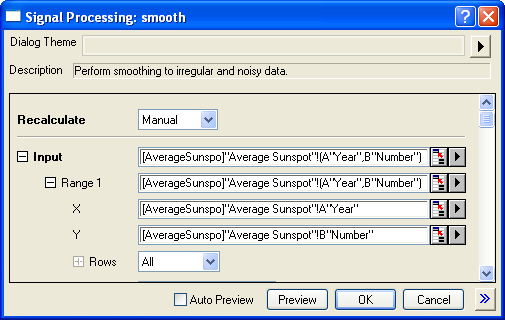 Signal Processing: smooth
Dialog Theme
Description Perform smoothing to irregular and noisy data.
Recalculate Manual
Input [AverageSunspo]"Average Sunspot"!(A"Year",B"Number")
Range 1 [AverageSunspo]"Average Sunspot"!(A"Year",B"Number")
X [AverageSunspo]"Average Sunspot"!A"Year"
Y [AverageSunspo]"Average Sunspot"!B"Number"
Rows All
Auto Preview Preview OK Cancel